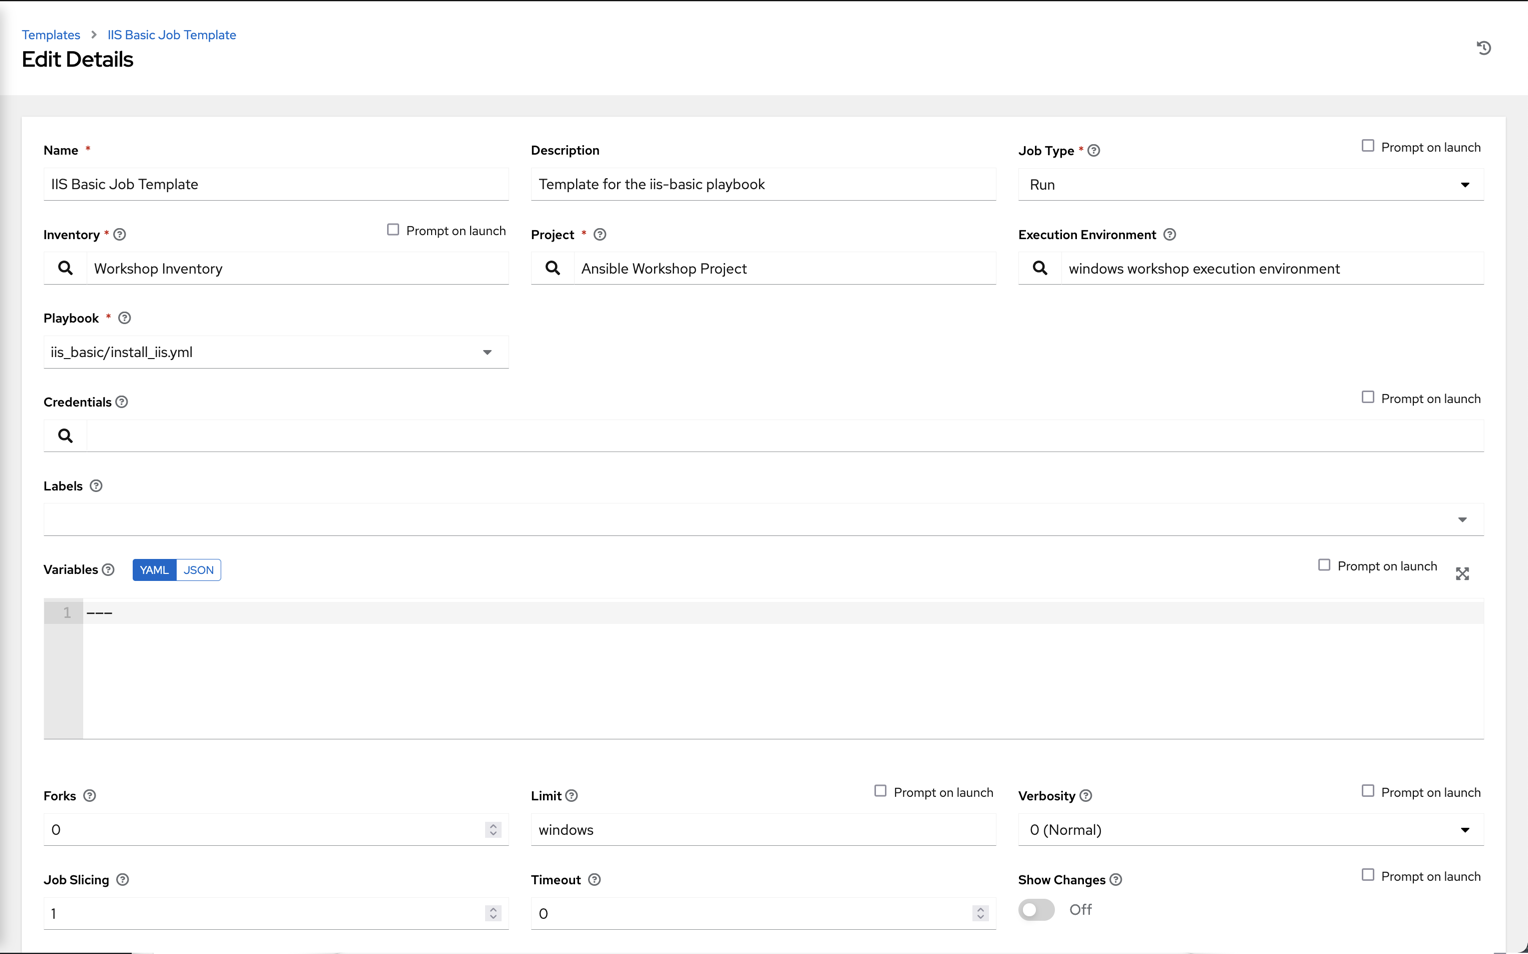 Templates > IIS Basic Job Template
Edit Details
Name *
IIS Basic Job Template
Description
Template for the iis-basic playbook
Job Type * Prompt on launch
Run
Inventory * Prompt on launch
Workshop Inventory
Project *
Ansible Workshop Project
Execution Environment
windows workshop execution environment
Playbook *
iis_basic/install_iis.yml
Credentials Prompt on launch
Labels
Variables YAML JSON Prompt on launch
1 ---
Forks
0
Limit Prompt on launch
windows
Verbosity Prompt on launch
0 (Normal)
Job Slicing
1
Timeout
0
Show Changes Prompt on launch
Off